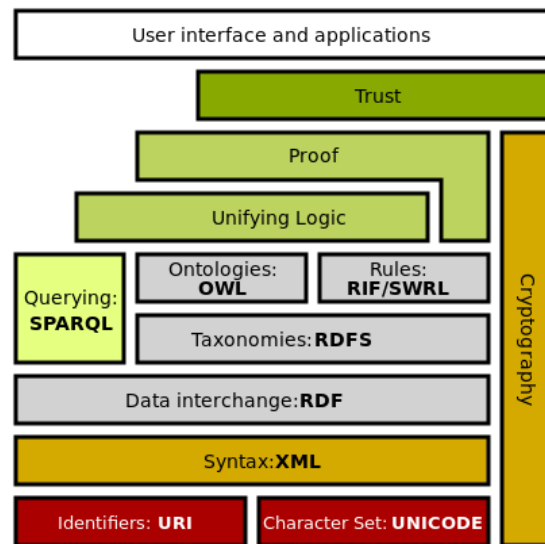 User interface and applications
Trust
Proof
Unifying Logic
Querying:
SPARQL
Ontologies:
OWL
Rules:
RIF/SWRL
Taxonomies:RDFS
Data interchange:RDF
Syntax:XML
Identifiers: URI
Character Set: UNICODE
Cryptography